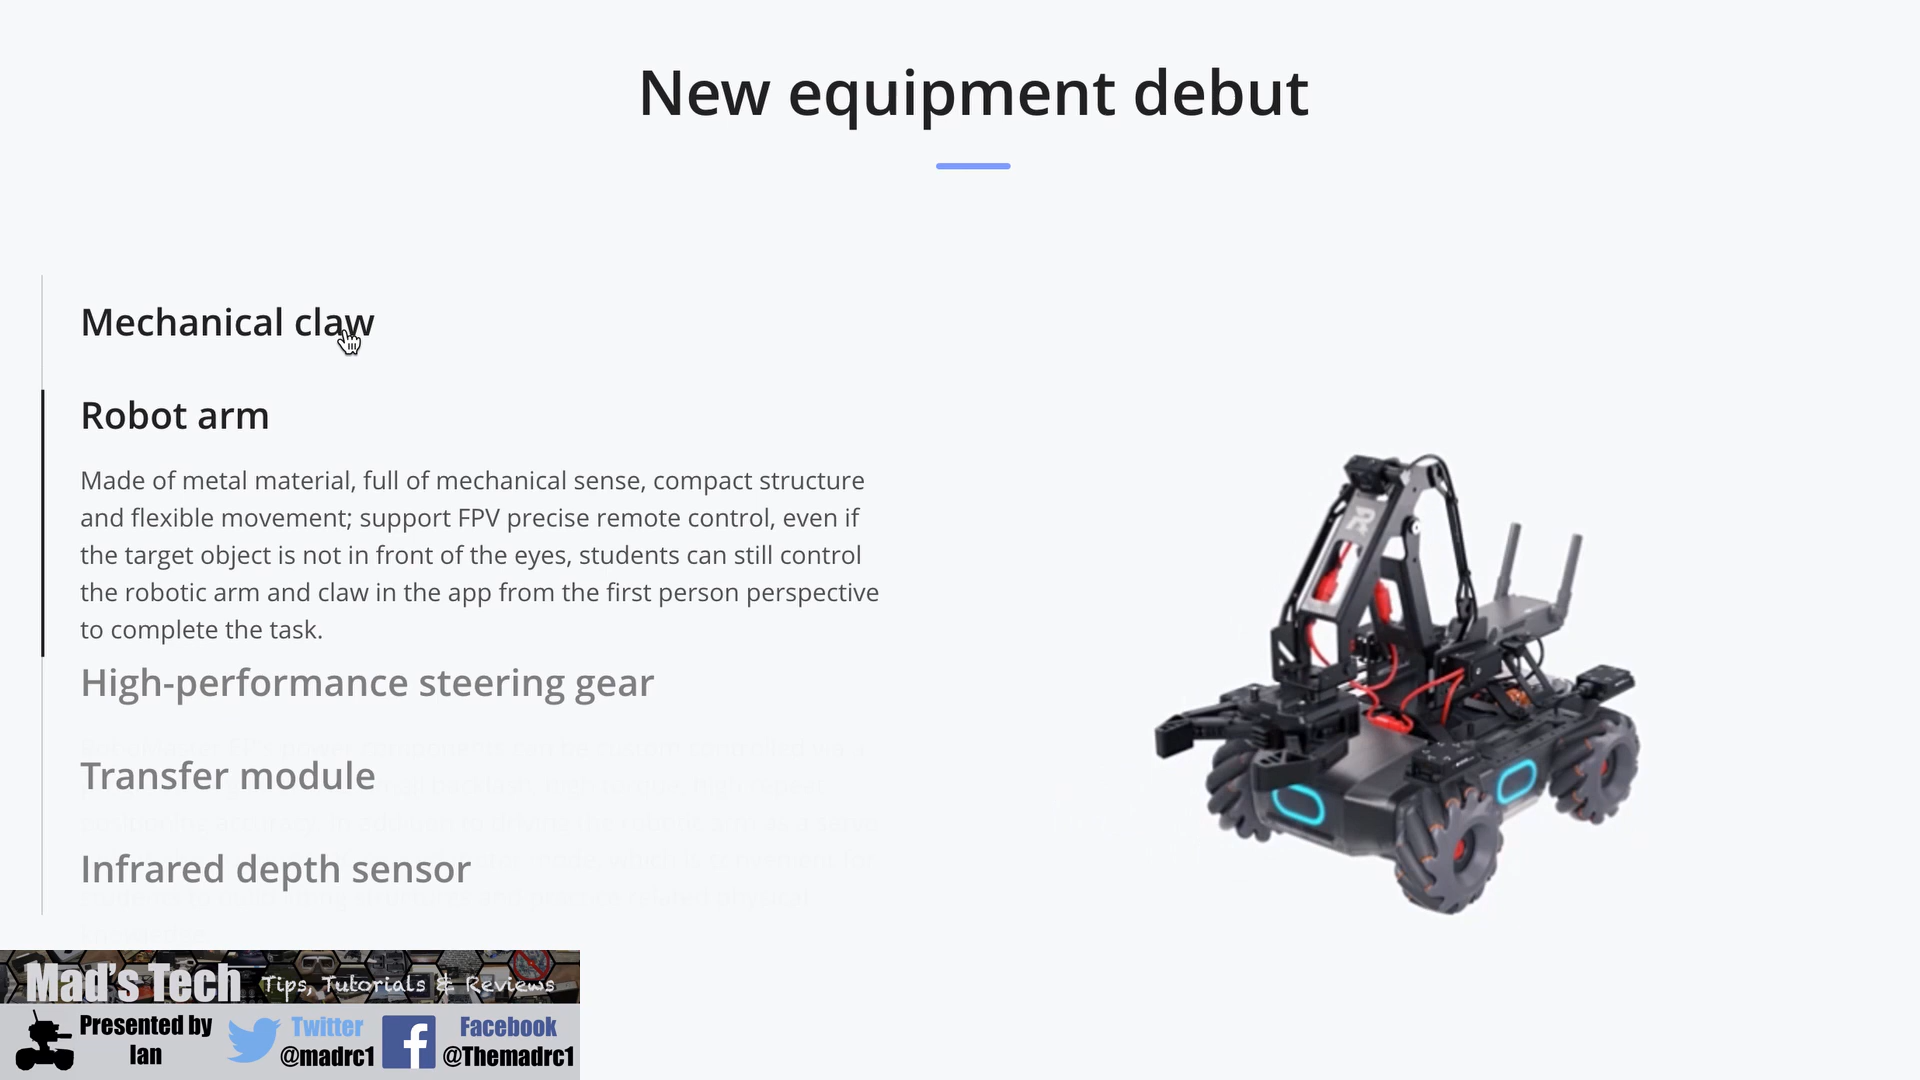 New equipment debut
Mechanical claw
Robot arm
Made of metal material, full of mechanical sense, compact structure
and flexible movement; support FPV precise remote control, even if
the target object is not in front of the eyes, students can still control
the robotic arm and claw in the app from the first person perspective
to complete the task.
High-performance steering gear
Transfer module
Infrared depth sensor
Mad's Tech Tips, Tutorials & Reviews
Presented by
Ian
Twitter
@madrc1
Facebook
@Themadrc1